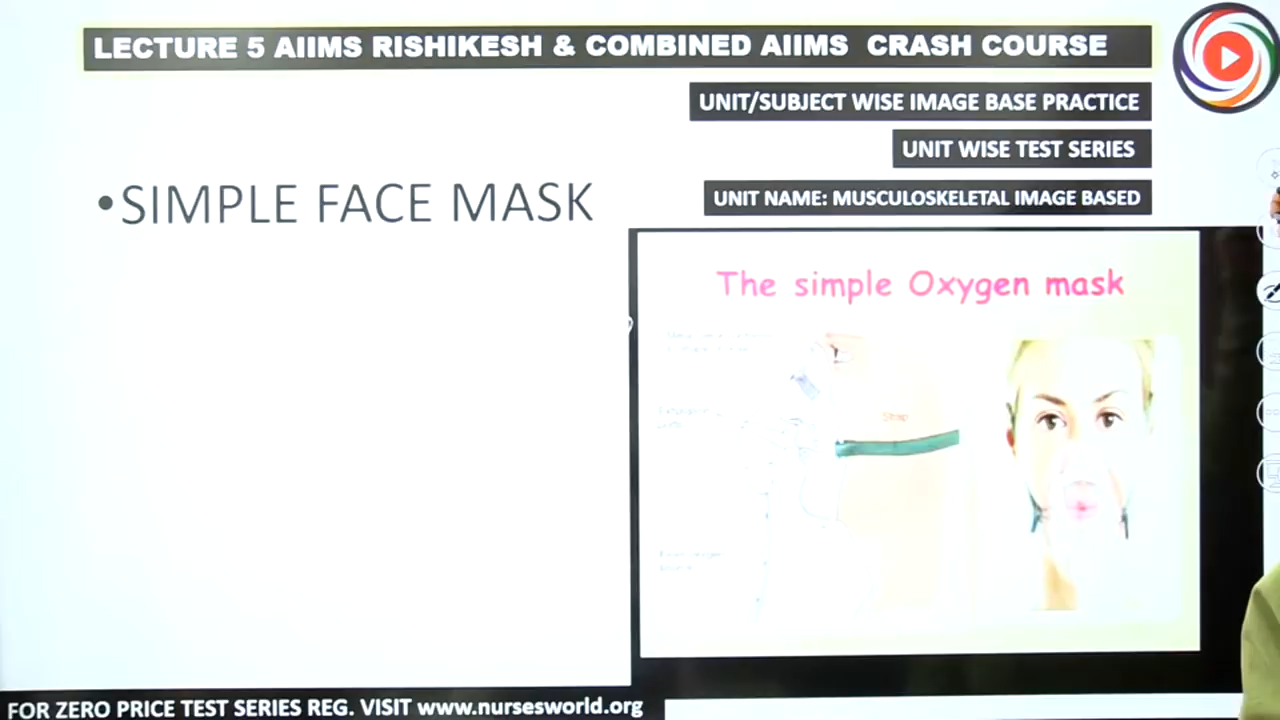 LECTURE 5 AIIMS RISHIKESH & COMBINED AIIMS CRASH COURSE
UNIT/SUBJECT WISE IMAGE BASE PRACTICE
UNIT WISE TEST SERIES
UNIT NAME: MUSCULOSKELETAL IMAGE BASED
•SIMPLE FACE MASK
The simple Oxygen mask
Strap
FOR ZERO PRICE TEST SERIES REG. VISIT www.nursesworld.org